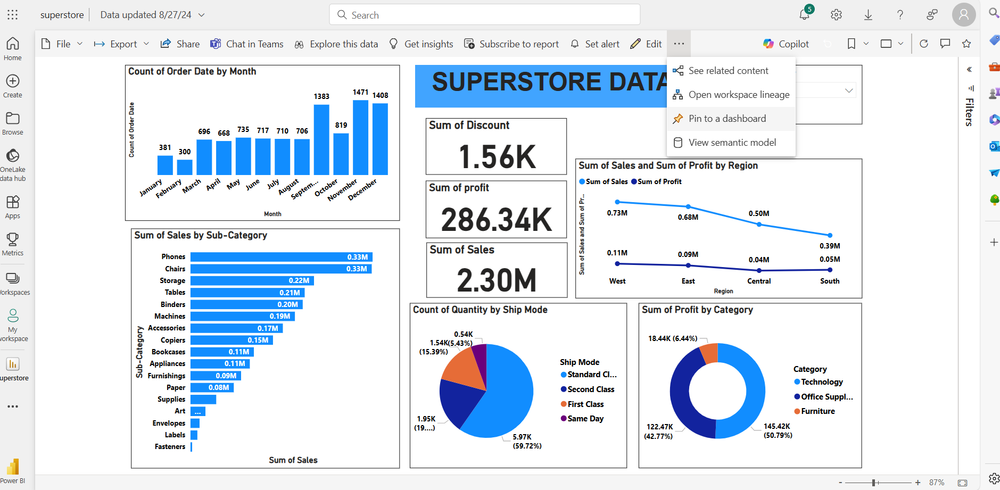 superstore
Data updated 8/27/24
Search
5
File
Export
Share
Chat in Teams
Explore this data
Get insights
Subscribe to report
Set alert
Edit
...
Copilot
Home
Create
Browse
OneLake
data hub
Apps
Metrics
orkspaces
My
orkspace
uperstore
...
Power BI
See related content
Open workspace lineage
Pin to a dashboard
View semantic model
Filters
Count of Order Date by Month
Count of Order Date
381
300
696
668
735
717
710
706
1383
819
1471
1408
January
February
March
April
May
June
July
August
Septem...
October
November
December
Month
SUPERSTORE DATA
Sum of Discount
1.56K
Sum of profit
286.34K
Sum of Sales
2.30M
Sum of Sales and Sum of Profit by Region
Sum of Sales
Sum of Profit
Sum of Sales and Sum of Pr...
0.73M
0.68M
0.50M
0.39M
0.11M
0.09M
0.04M
0.05M
West
East
Central
South
Region
Sum of Sales by Sub-Category
Sub-Category
Phones 0.33M
Chairs 0.33M
Storage 0.22M
Tables 0.21M
Binders 0.20M
Machines 0.19M
Accessories 0.17M
Copiers 0.15M
Bookcases 0.11M
Appliances 0.11M
Furnishings 0.09M
Paper 0.08M
Supplies
Art ...
Envelopes
Labels
Fasteners
Sum of Sales
Count of Quantity by Ship Mode
0.54K
(5.43%)
1.54K
(15.39%)
1.95K
(19....)
5.97K
(59.72%)
Ship Mode
Standard Cl...
Second Class
First Class
Same Day
Sum of Profit by Category
18.44K (6.44%)
122.47K
(42.77%)
145.42K
(50.79%)
Category
Technology
Office Suppl...
Furniture
- + 87%